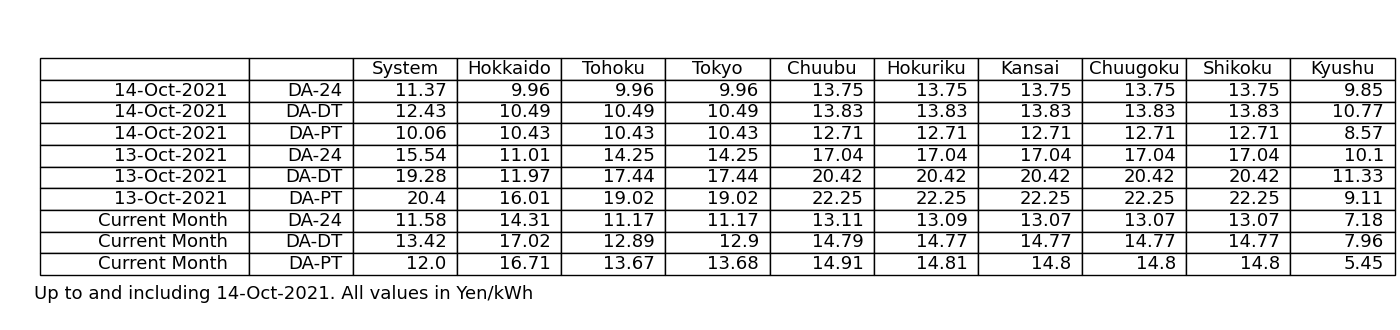 System Hokkaido Tohoku Tokyo Chuubu Hokuriku Kansai Chuugoku Shikoku Kyushu
14-Oct-2021 DA-24 11.37 9.96 9.96 9.96 13.75 13.75 13.75 13.75 13.75 9.85
14-Oct-2021 DA-DT 12.43 10.49 10.49 10.49 13.83 13.83 13.83 13.83 13.83 10.77
14-Oct-2021 DA-PT 10.06 10.43 10.43 10.43 12.71 12.71 12.71 12.71 12.71 8.57
13-Oct-2021 DA-24 15.54 11.01 14.25 14.25 17.04 17.04 17.04 17.04 17.04 10.1
13-Oct-2021 DA-DT 19.28 11.97 17.44 17.44 20.42 20.42 20.42 20.42 20.42 11.33
13-Oct-2021 DA-PT 20.4 16.01 19.02 19.02 22.25 22.25 22.25 22.25 22.25 9.11
Current Month DA-24 11.58 14.31 11.17 11.17 13.11 13.09 13.07 13.07 13.07 7.18
Current Month DA-DT 13.42 17.02 12.89 12.9 14.79 14.77 14.77 14.77 14.77 7.96
Current Month DA-PT 12.0 16.71 13.67 13.68 14.91 14.81 14.8 14.8 14.8 5.45
Up to and including 14-Oct-2021. All values in Yen/kWh